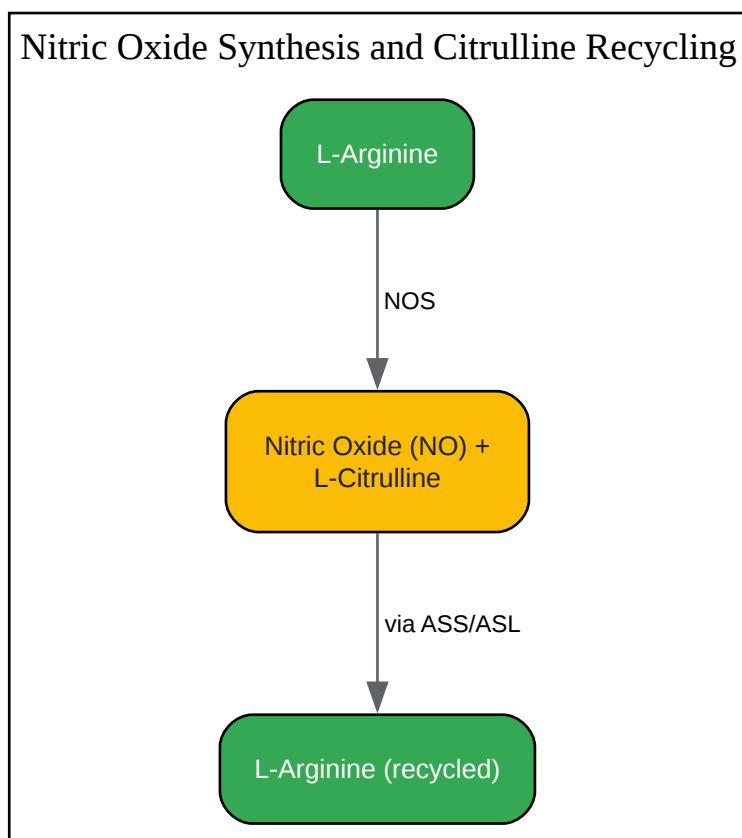 Nitric Oxide Synthesis and Citrulline Recycling
L-Arginine
NOS
Nitric Oxide (NO) +
L-Citrulline
via ASS/ASL
L-Arginine (recycled)